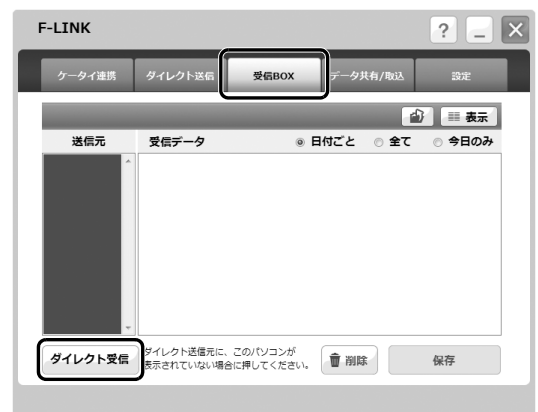 F-LINK
? _ X
ケータイ連携 ダイレクト送信 受信BOX データ共有/取込 設定
表示
送信元 受信データ 日付ごと 全て 今日のみ
ダイレクト受信 ダイレクト送信元に、このパソコンが
表示されていない場合に押してください。 削除 保存